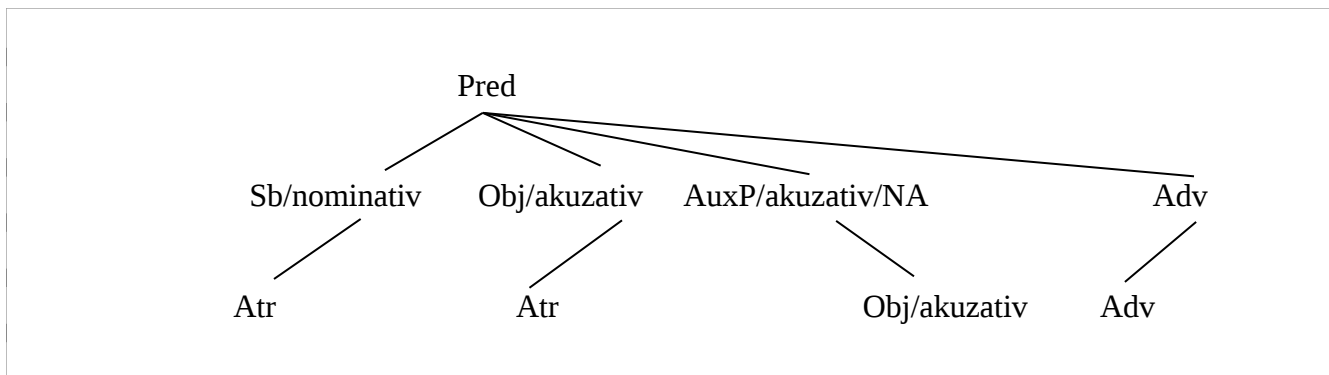 Pred
Sb/nominativ Obj/akuzativ AuxP/akuzativ/NA Adv
Atr Atr Obj/akuzativ Adv